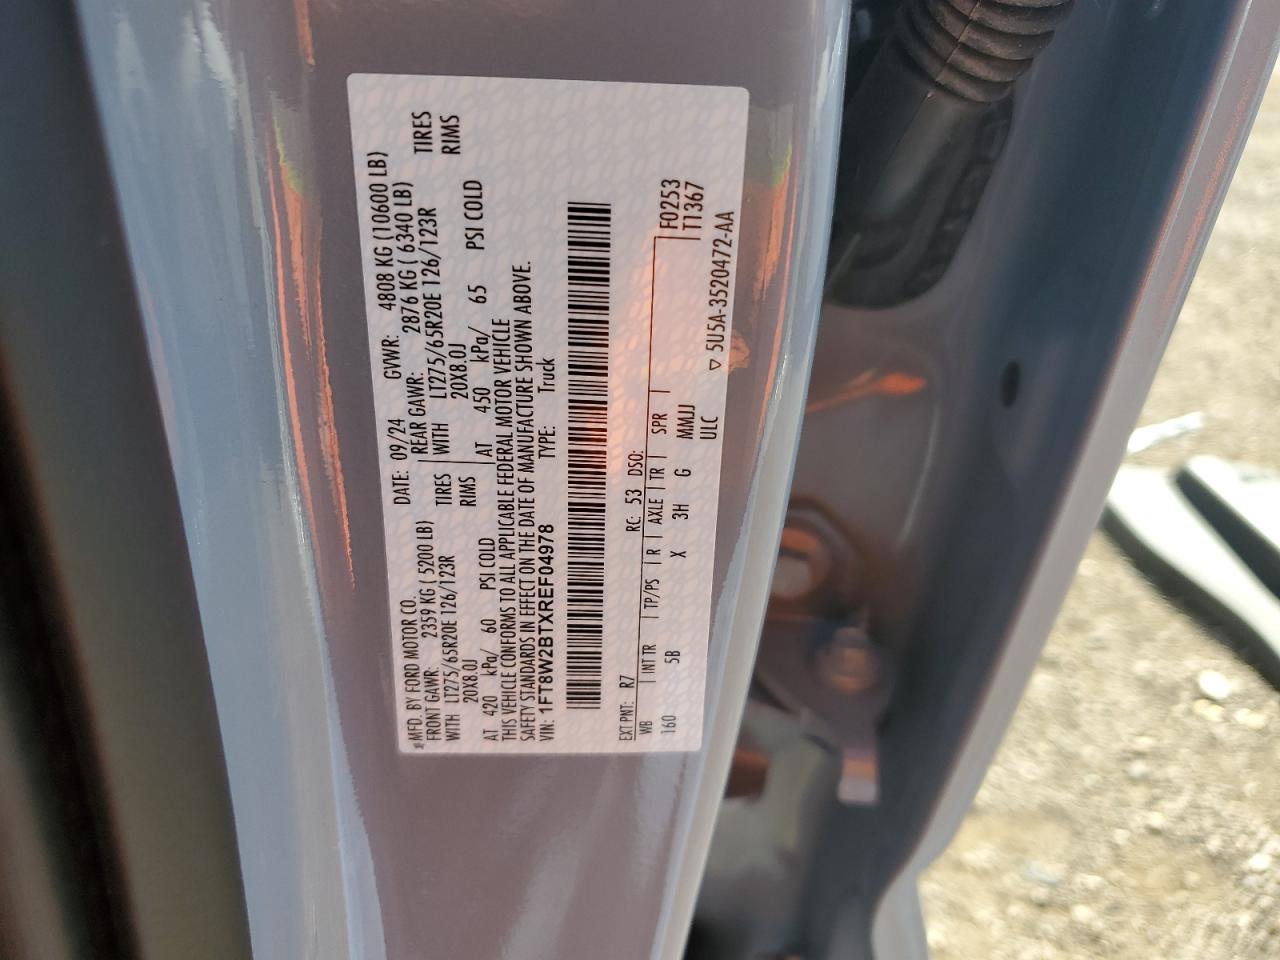 MFD. BY FORD MOTOR CO.
DATE: 09/24 GVWR: 4808 KG (10600 LB)
FRONT GAWR: 2359 KG ( 5200 LB)
REAR GAWR: 2876 KG ( 6340 LB)
WITH LT275/65R20E 126/123R TIRES
WITH LT275/65R20E 126/123R TIRES
20X8.0J RIMS
20X8.0J RIMS
AT 420 kPa/ 60 PSI COLD
AT 450 kPa/ 65 PSI COLD
THIS VEHICLE CONFORMS TO ALL APPLICABLE FEDERAL MOTOR VEHICLE
SAFETY STANDARDS IN EFFECT ON THE DATE OF MANUFACTURE SHOWN ABOVE.
VIN: 1FT8W2BTXREF04978 TYPE: Truck
EXT PNT: R7 RC: 53 DSO: F0253
WB INT TR TP/PS R AXLE TR SPR T1367
160 5B X 3H G MMJJ
ULC ▽ 5U5A-3520472-AA